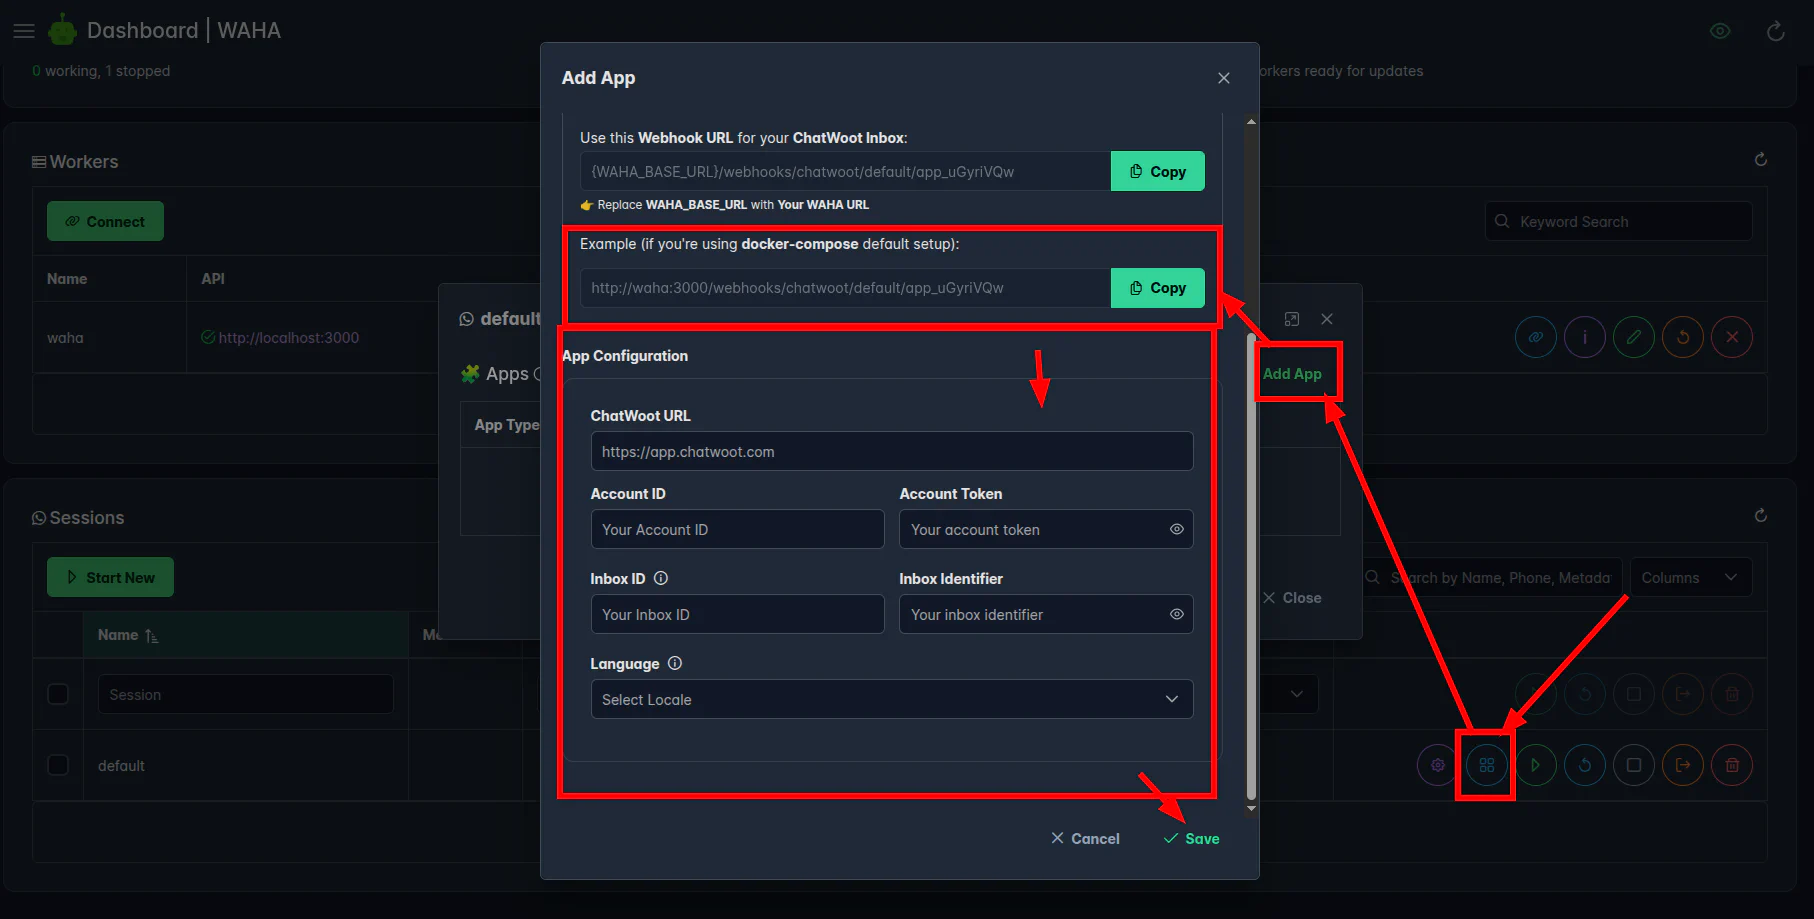 Dashboard | WAHA
0 working, 1 stopped
orkers ready for updates
Workers
Connect
Keyword Search
Name
API
waha
http://localhost:3000
default
Apps
Add App
App Type
Close
Add App
Use this Webhook URL for your ChatWoot Inbox:
{WAHA_BASE_URL}/webhooks/chatwoot/default/app_uGyriVQw
Copy
👉 Replace WAHA_BASE_URL with Your WAHA URL
Example (if you're using docker-compose default setup):
http://waha:3000/webhooks/chatwoot/default/app_uGyriVQw
Copy
App Configuration
ChatWoot URL
https://app.chatwoot.com
Account ID
Account Token
Your Account ID
Your account token
Inbox ID
Inbox Identifier
Your Inbox ID
Your inbox identifier
Language
Select Locale
Cancel
Save
Sessions
Start New
Search by Name, Phone, Metada
Columns
Name
Session
default